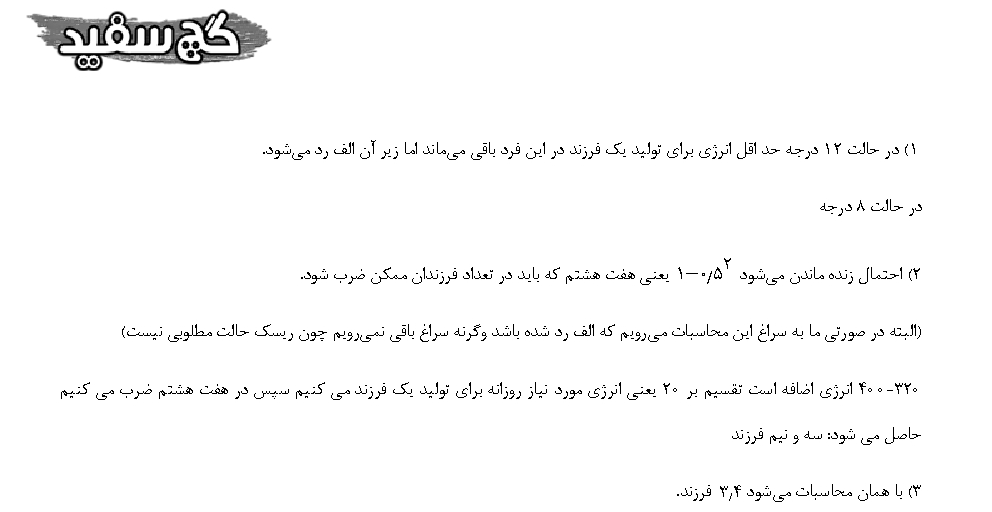 گچ سفید
۱) در حالت ۱۲ درجه حد اقل انرژی برای تولید یک فرزند در این فرد باقی می‌ماند اما زیر آن الف رد می‌شود.
در حالت ۸ درجه
۲) احتمال زنده ماندن می‌شود ۱−۰/۵^۲ یعنی هفت هشتم که باید در تعداد فرزندان ممکن ضرب شود.
(البته در صورتی ما به سراغ این محاسبات می‌رویم که الف رد شده باشد وگرنه سراغ باقی نمی‌رویم چون ریسک حالت مطلوبی نیست)
۴۰۰-۳۲۰ انرژی اضافه است تقسیم بر ۲۰ یعنی انرژی مورد نیاز روزانه برای تولید یک فرزند می کنیم سپس در هفت هشتم ضرب می کنیم
حاصل می شود: سه و نیم فرزند
۳) با همان محاسبات می‌شود ۳,۴ فرزند.